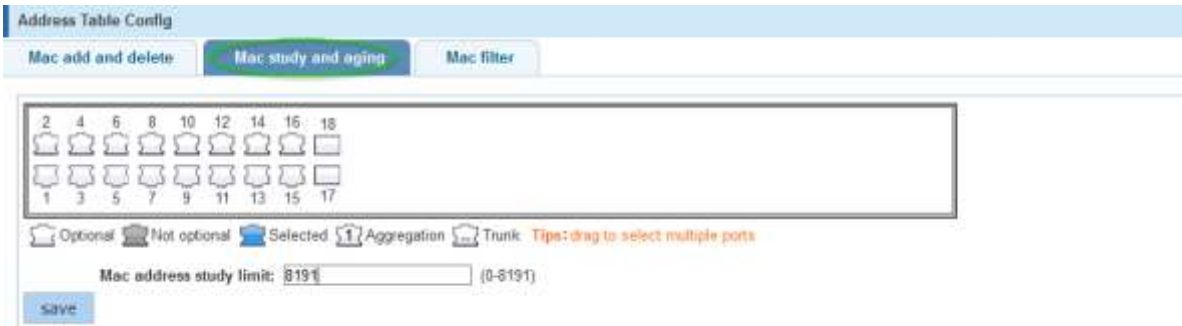 Address Table Config
Mac add and delete Mac study and aging Mac filter
2 4 6 8 10 12 14 16 18
1 3 5 7 9 11 13 15 17
Optional Not optional Selected 1 Aggregation ... Trunk Tips:drag to select multiple ports
Mac address study limit: 8191 (0-8191)
save